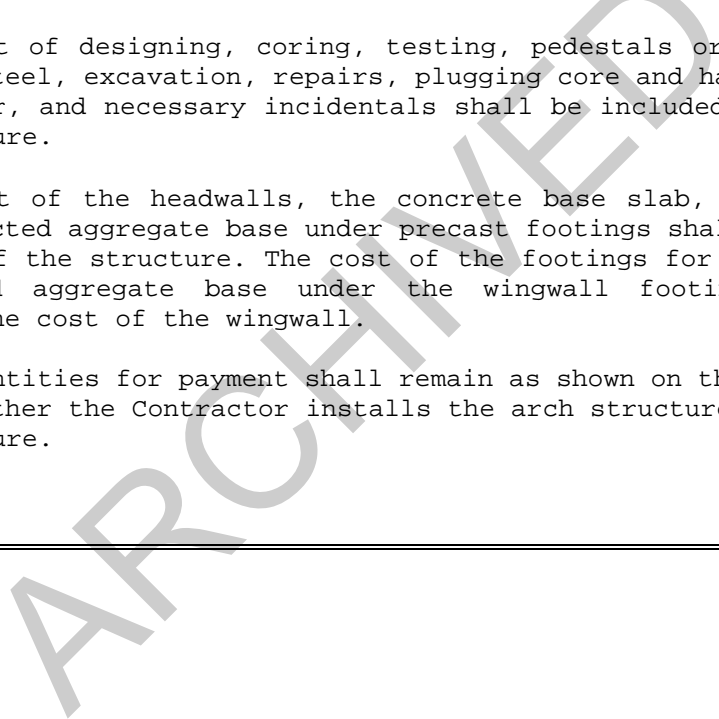 t of designing, coring, testing, pedestals or
teel, excavation, repairs, plugging core and ha
r, and necessary incidentals shall be included
ure.
t of the headwalls, the concrete base slab,
cted aggregate base under precast footings shal
f the structure. The cost of the footings for
d aggregate base under the wingwall footi
he cost of the wingwall.
ntities for payment shall remain as shown on th
ther the Contractor installs the arch structure
ure.
ARCHIVED